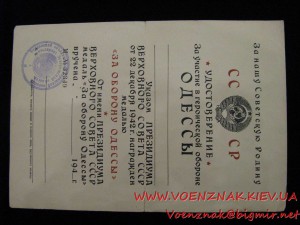 За нашу Советскую Родину
СС СР
УДОСТОВЕРЕНИЕ
За участие в героической обороне
ОДЕССЫ
Указом ПРЕЗИДИУМА
ВЕРХОВНОГО СОВЕТА СССР
от 22 декабря 1942 г. награжден
медалью
«ЗА ОБОРОНУ ОДЕССЫ»
От имени ПРЕЗИДИУМА
ВЕРХОВНОГО СОВЕТА СССР
медаль «За оборону Одессы»
вручена 194 г.
WWW.VOENZNAK.KIEV.UA
Voenznak@bigmir.net